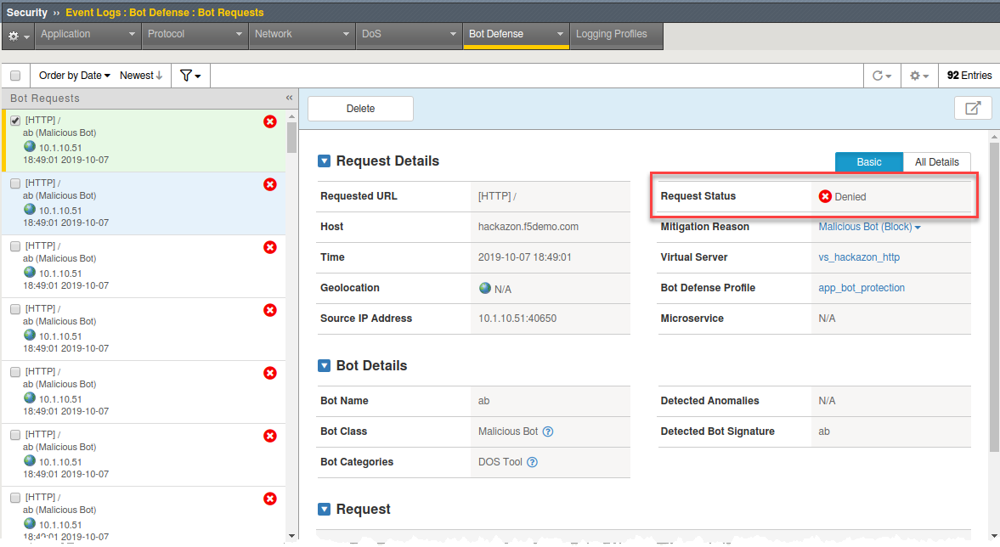 Security ›› Event Logs : Bot Defense : Bot Requests
Application Protocol Network DoS Bot Defense Logging Profiles
Order by Date Newest 92 Entries
Bot Requests «
Delete
[HTTP] /
ab (Malicious Bot)
10.1.10.51
18:49:01 2019-10-07
[HTTP] /
ab (Malicious Bot)
10.1.10.51
18:49:01 2019-10-07
[HTTP] /
ab (Malicious Bot)
10.1.10.51
18:49:01 2019-10-07
[HTTP] /
ab (Malicious Bot)
10.1.10.51
18:49:01 2019-10-07
[HTTP] /
ab (Malicious Bot)
10.1.10.51
18:49:01 2019-10-07
[HTTP] /
ab (Malicious Bot)
10.1.10.51
18:49:01 2019-10-07
[HTTP] /
ab (Malicious Bot)
10.1.10.51
18:49:01 2019-10-07
Request Details
Basic All Details
Requested URL [HTTP] /
Host hackazon.f5demo.com
Time 2019-10-07 18:49:01
Geolocation N/A
Source IP Address 10.1.10.51:40650
Request Status Denied
Mitigation Reason Malicious Bot (Block)
Virtual Server vs_hackazon_http
Bot Defense Profile app_bot_protection
Microservice N/A
Bot Details
Bot Name ab
Bot Class Malicious Bot ?
Bot Categories DOS Tool ?
Detected Anomalies N/A
Detected Bot Signature ab
Request